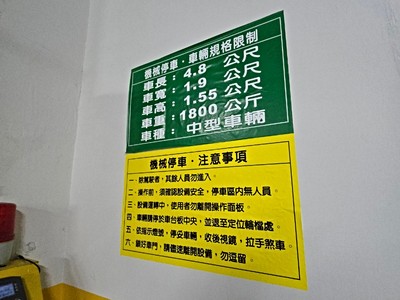 機械停車．車輛規格限制
車長：4.8 公尺
車寬：1.9 公尺
車高：1.55 公尺
車重：1800 公斤
車種：中型車輛
機械停車．注意事項
一．除駕駛者，其餘人員勿進入。
二．操作前，須確認設備安全，停車區內無人員。
三．設備運轉中，使用者勿離開操作面板。
四．車輛請停於車台板中央，並退至定位輪檔處。
五．依指示燈號，停妥車輛，收後視鏡，拉手煞車。
六．鎖好車門，請儘速離開設備，勿逗留。